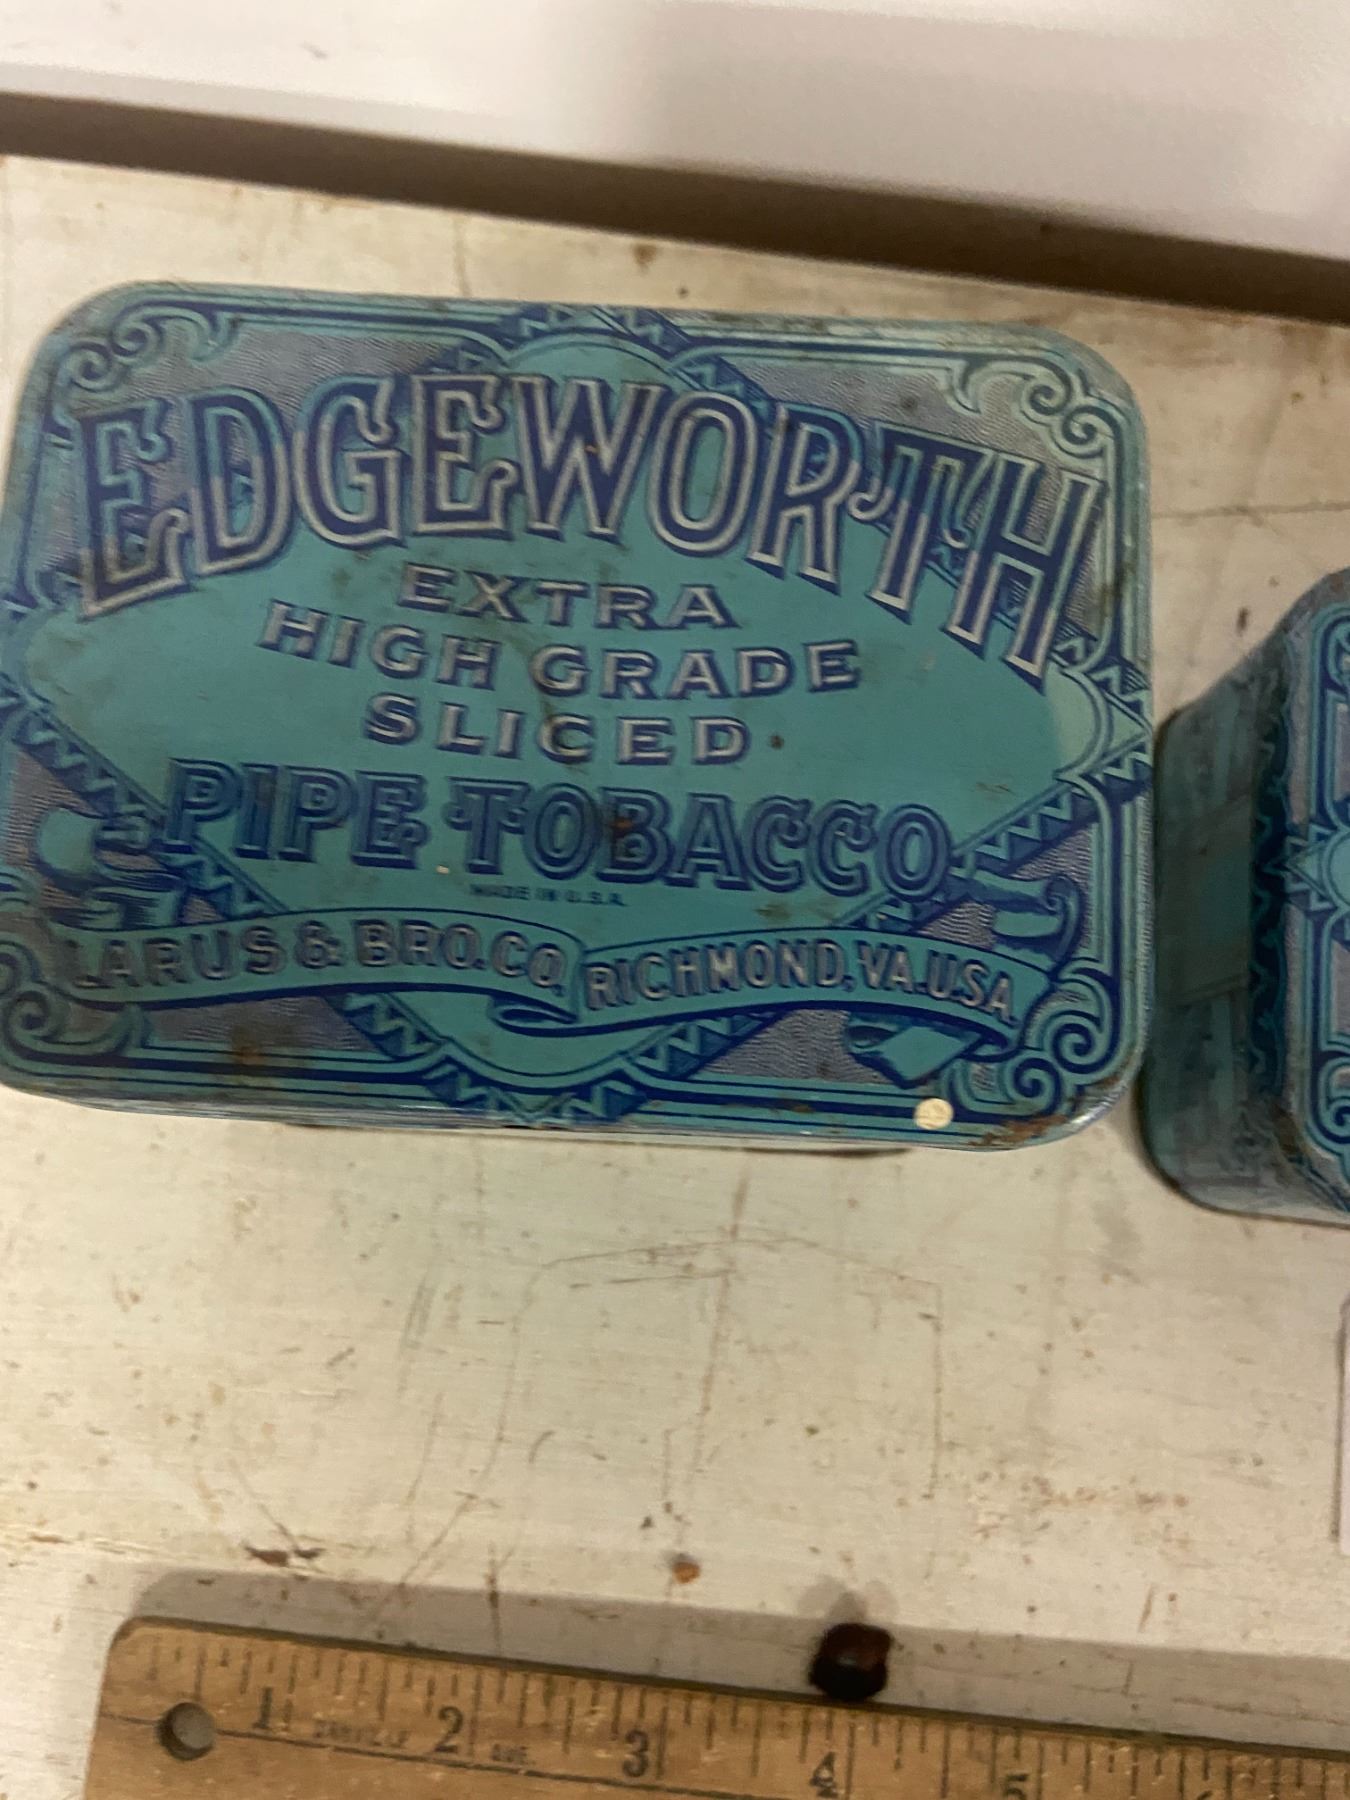 EDGEWORTH
EXTRA
HIGH GRADE
SLICED
PIPE TOBACCO
MADE IN U.S.A.
LARUS & BRO. CO. RICHMOND, VA. U.S.A.
1 2 3 4 5
AVE.